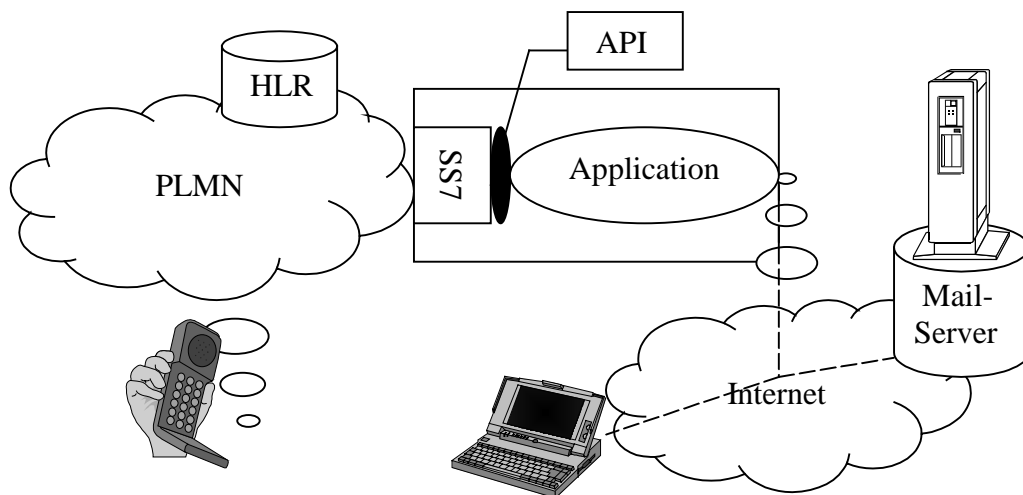 API
HLR
SS7
Application
PLMN
Mail-
Server
Internet